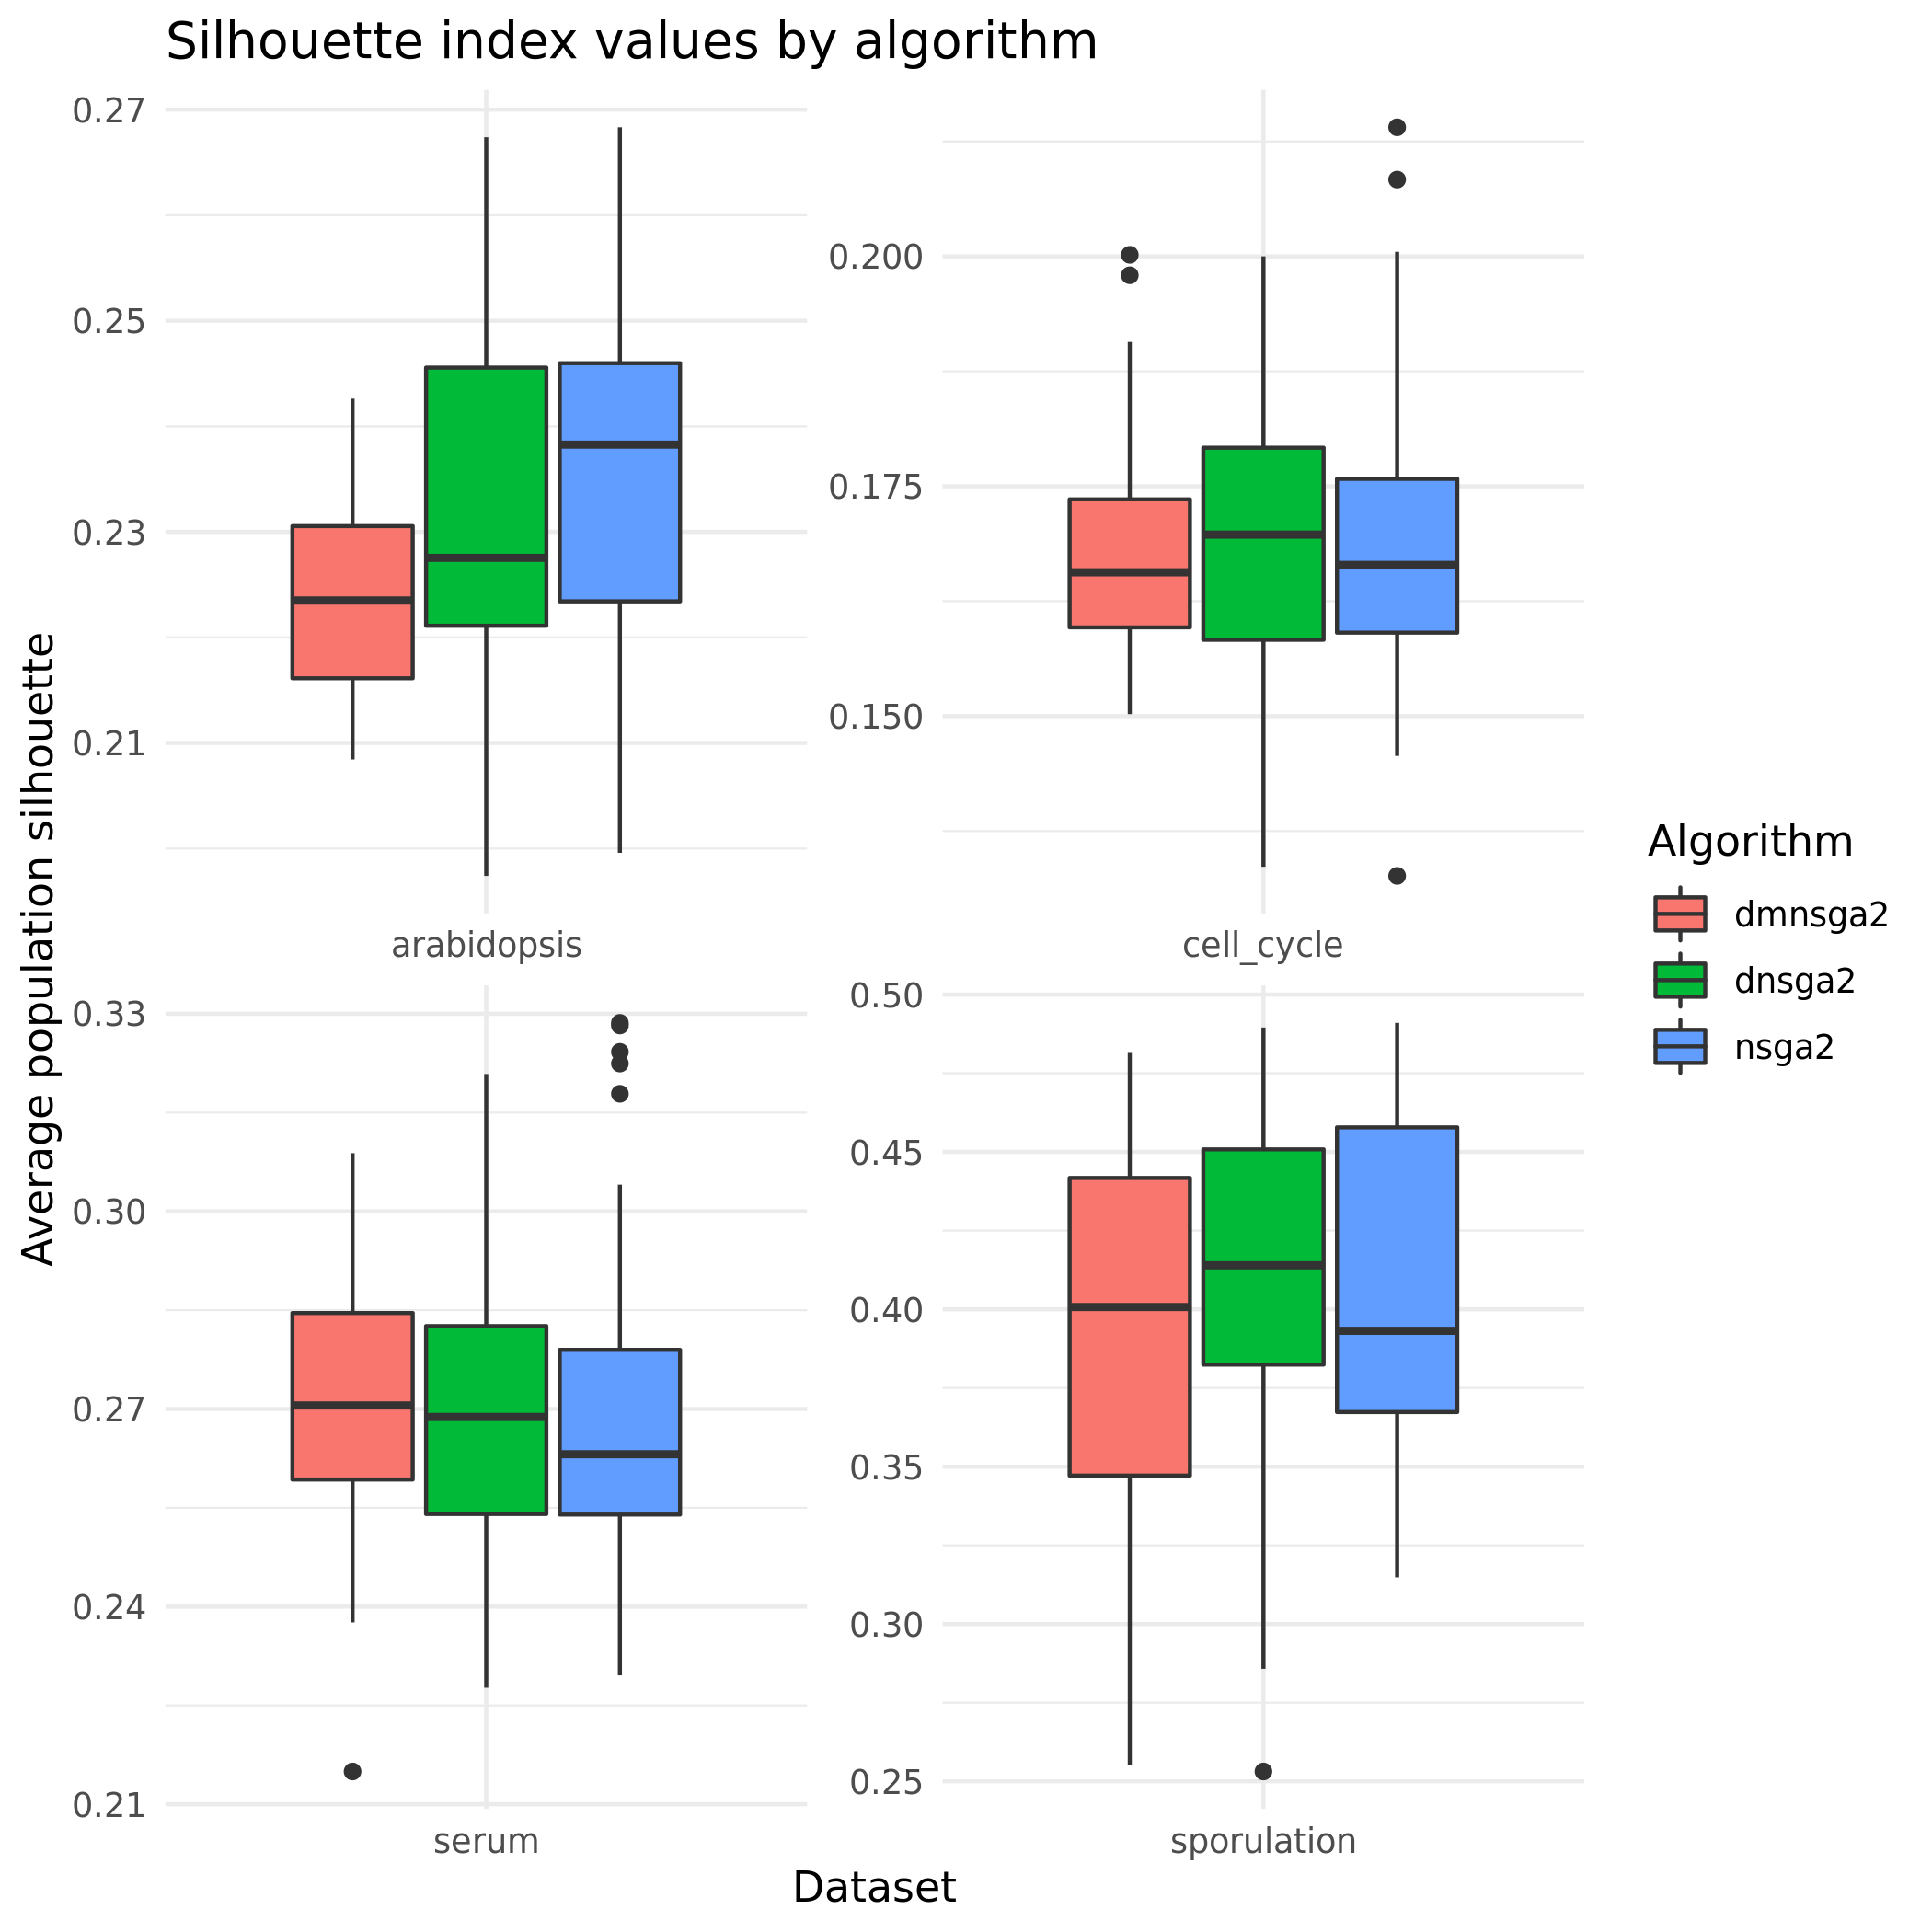 Silhouette index values by algorithm
Average population silhouette
0.27
0.25
0.23
0.21
arabidopsis
0.200
0.175
0.150
cell_cycle
0.33
0.30
0.27
0.24
0.21
serum
0.50
0.45
0.40
0.35
0.30
0.25
sporulation
Dataset
Algorithm
dmnsga2
dnsga2
nsga2